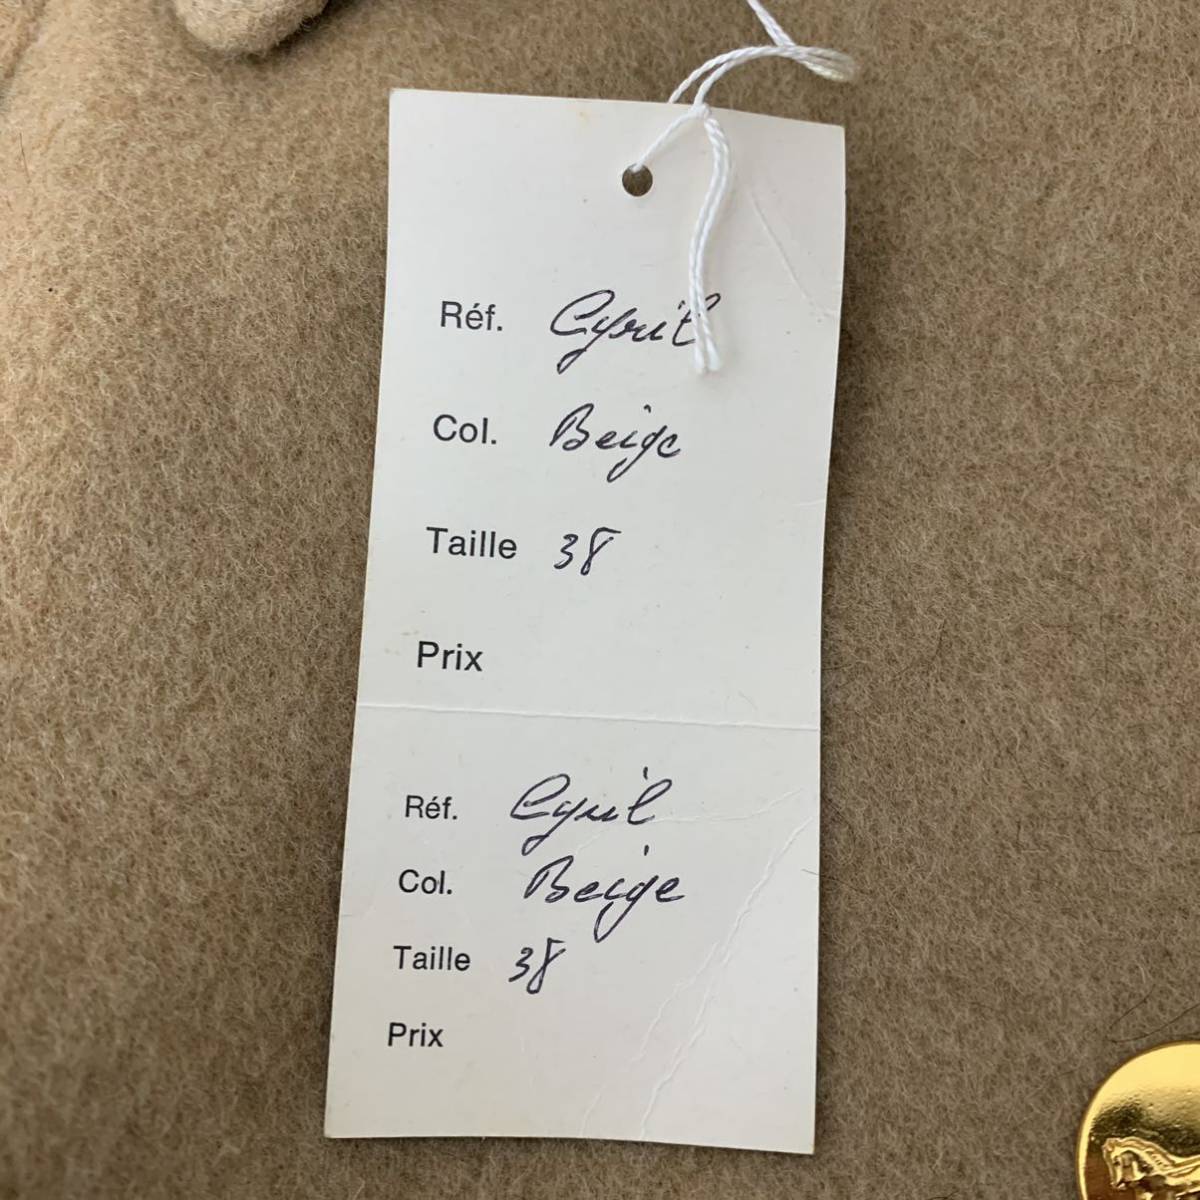 Réf. Cyril
Col. Beige
Taille 38
Prix
Réf. Cyril
Col. Beige
Taille 38
Prix